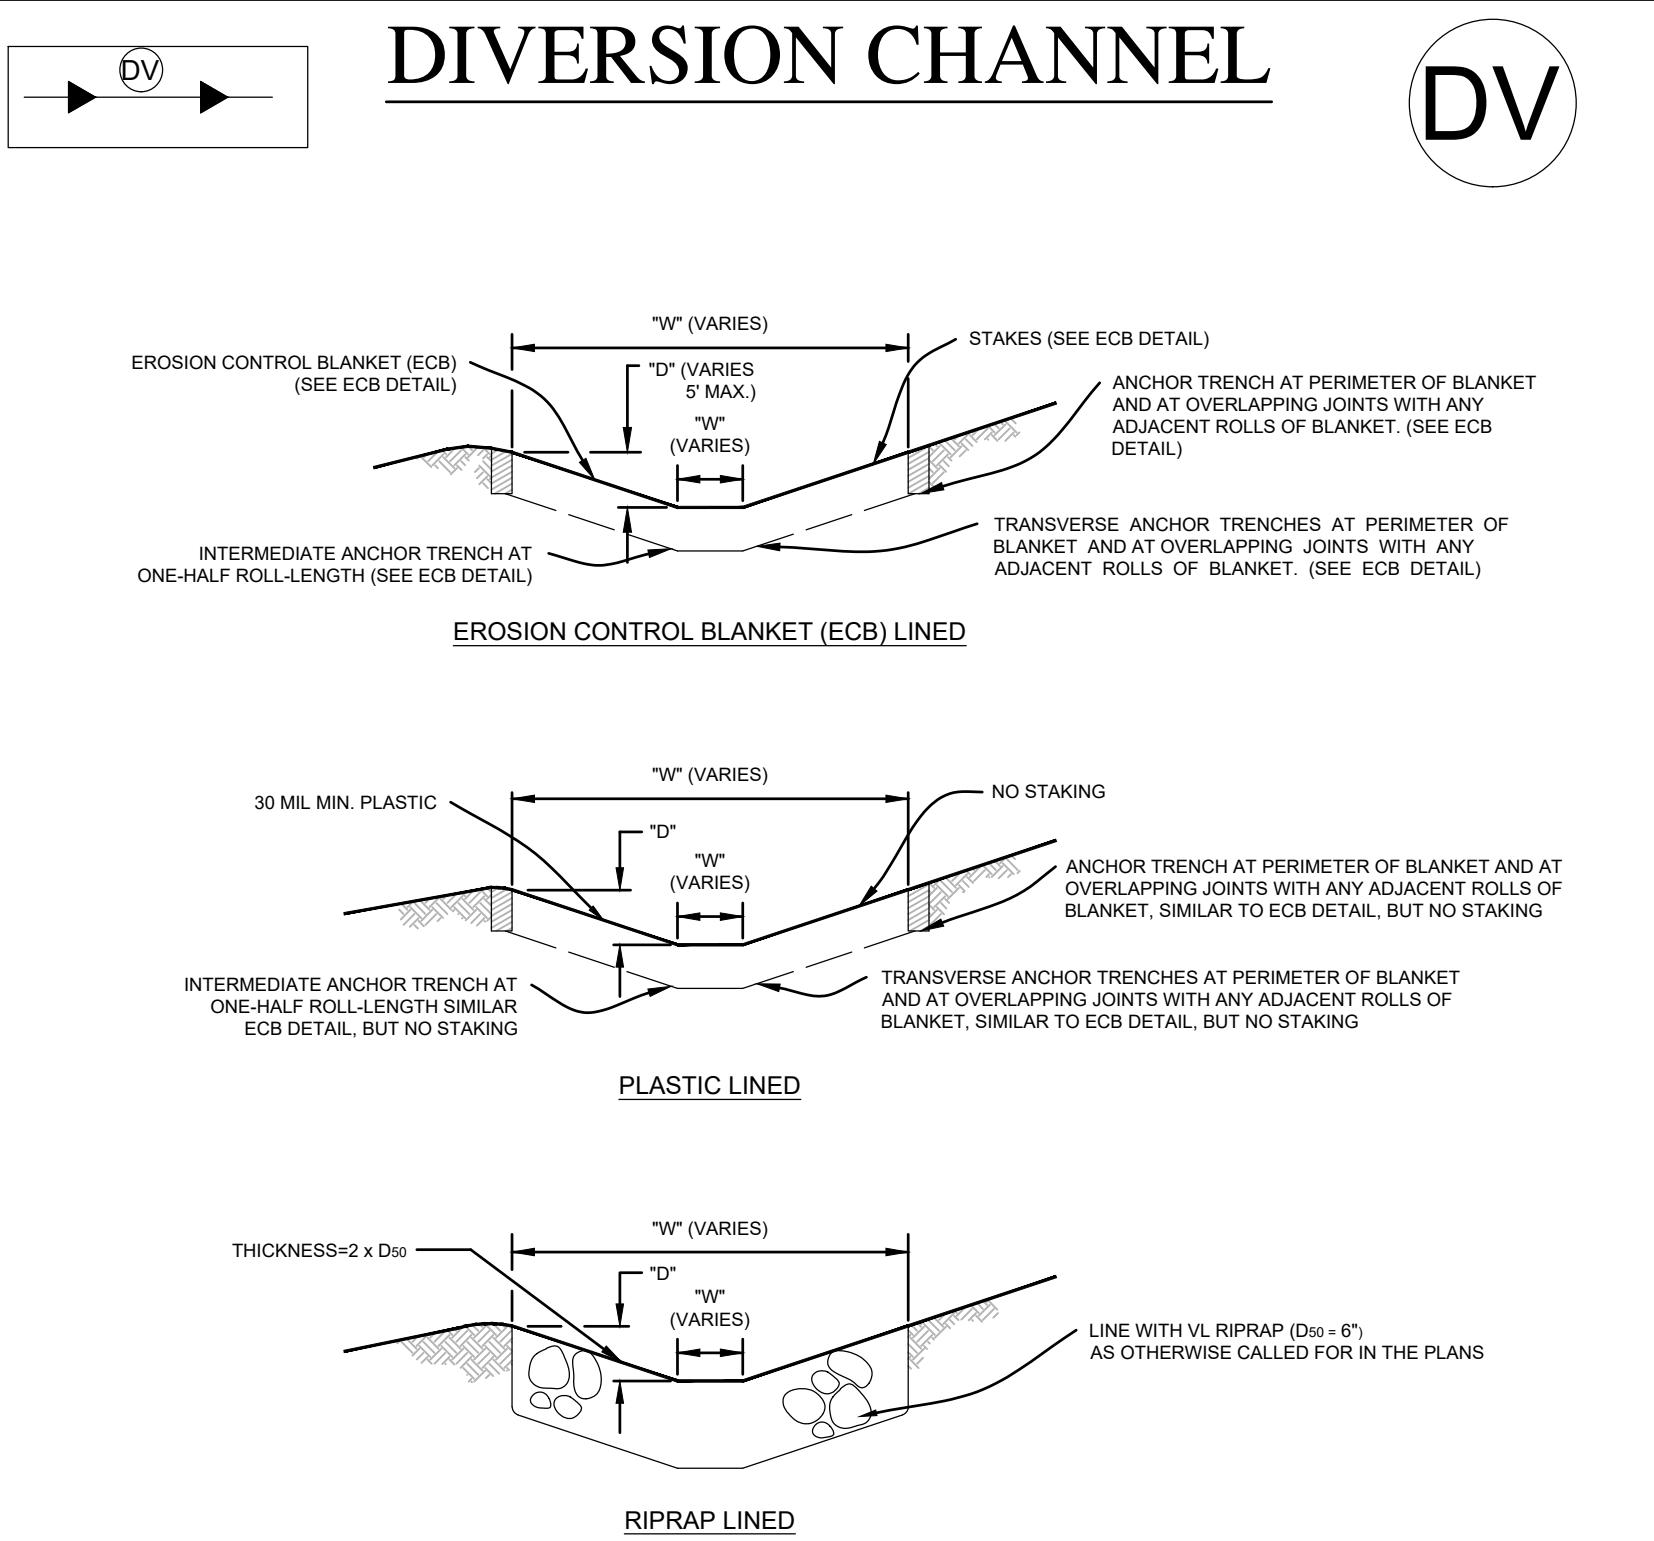 DV
DIVERSION CHANNEL
DV
"W" (VARIES)
EROSION CONTROL BLANKET (ECB)
(SEE ECB DETAIL)
"D" (VARIES
5' MAX.)
"W"
(VARIES)
STAKES (SEE ECB DETAIL)
ANCHOR TRENCH AT PERIMETER OF BLANKET
AND AT OVERLAPPING JOINTS WITH ANY
ADJACENT ROLLS OF BLANKET. (SEE ECB
DETAIL)
INTERMEDIATE ANCHOR TRENCH AT
ONE-HALF ROLL-LENGTH (SEE ECB DETAIL)
TRANSVERSE ANCHOR TRENCHES AT PERIMETER OF
BLANKET AND AT OVERLAPPING JOINTS WITH ANY
ADJACENT ROLLS OF BLANKET. (SEE ECB DETAIL)
EROSION CONTROL BLANKET (ECB) LINED
"W" (VARIES)
30 MIL MIN. PLASTIC
"D"
"W"
(VARIES)
NO STAKING
ANCHOR TRENCH AT PERIMETER OF BLANKET AND AT
OVERLAPPING JOINTS WITH ANY ADJACENT ROLLS OF
BLANKET, SIMILAR TO ECB DETAIL, BUT NO STAKING
INTERMEDIATE ANCHOR TRENCH AT
ONE-HALF ROLL-LENGTH SIMILAR
ECB DETAIL, BUT NO STAKING
TRANSVERSE ANCHOR TRENCHES AT PERIMETER OF BLANKET
AND AT OVERLAPPING JOINTS WITH ANY ADJACENT ROLLS OF
BLANKET, SIMILAR TO ECB DETAIL, BUT NO STAKING
PLASTIC LINED
"W" (VARIES)
THICKNESS=2 x D50
"D"
"W"
(VARIES)
LINE WITH VL RIPRAP (D50 = 6")
AS OTHERWISE CALLED FOR IN THE PLANS
RIPRAP LINED